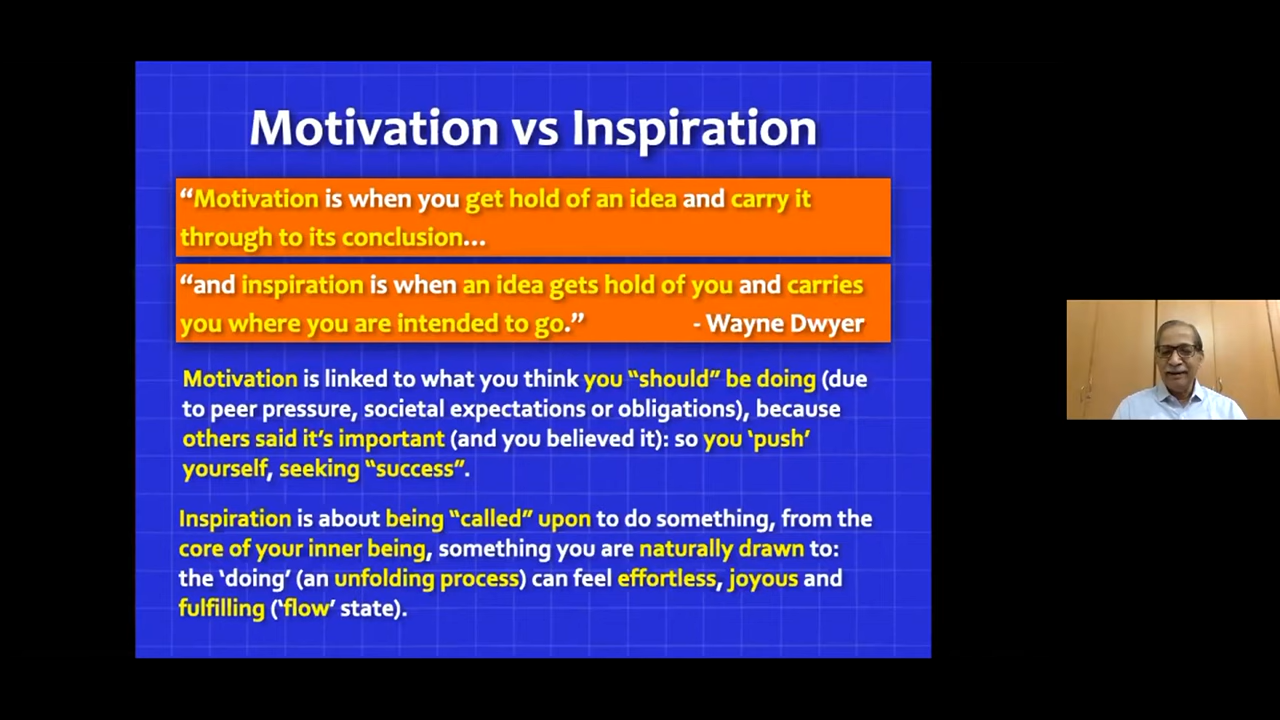 Motivation vs Inspiration
“Motivation is when you get hold of an idea and carry it
through to its conclusion...
“and inspiration is when an idea gets hold of you and carries
you where you are intended to go.” - Wayne Dwyer
Motivation is linked to what you think you “should” be doing (due
to peer pressure, societal expectations or obligations), because
others said it’s important (and you believed it): so you ‘push’
yourself, seeking “success”.
Inspiration is about being “called” upon to do something, from the
core of your inner being, something you are naturally drawn to:
the ‘doing’ (an unfolding process) can feel effortless, joyous and
fulfilling (‘flow’ state).